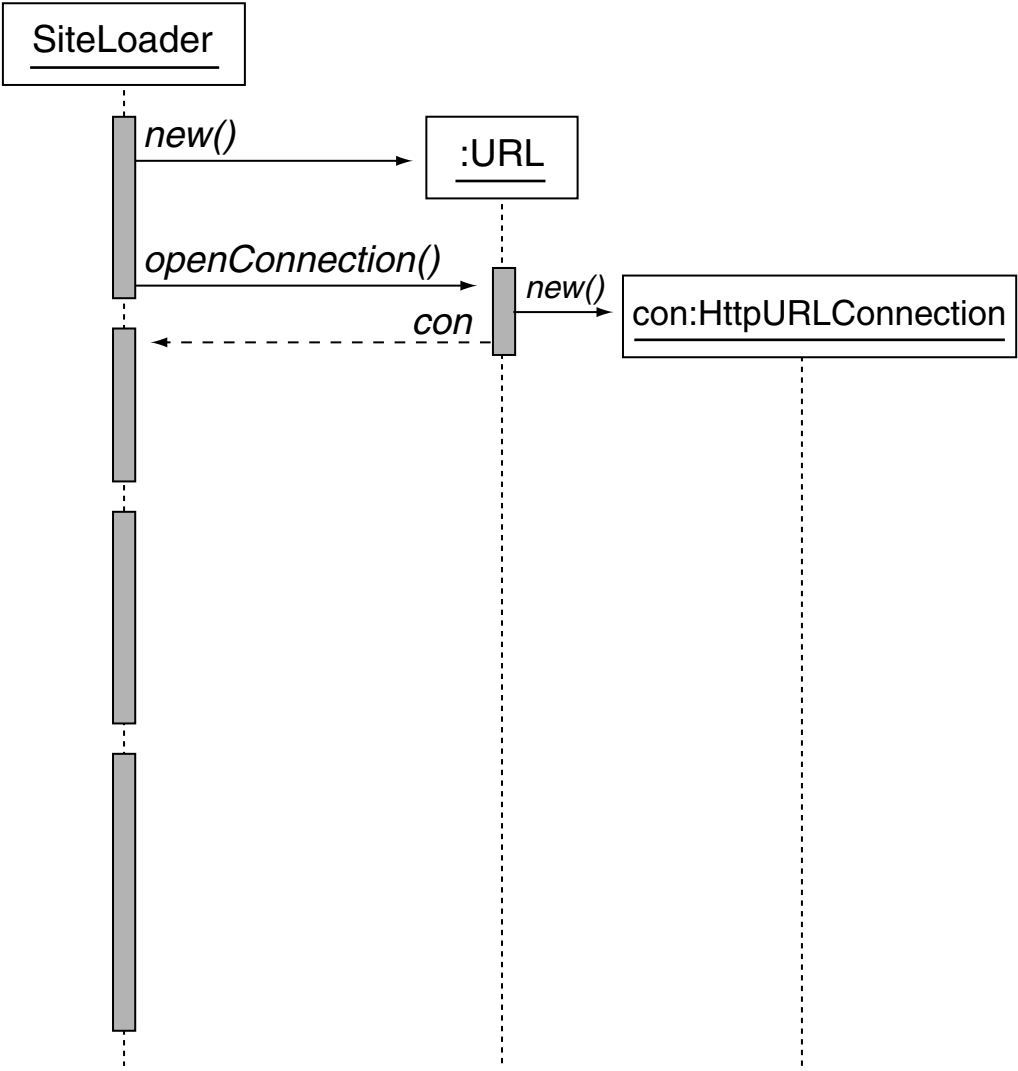 SiteLoader
new()
:URL
openConnection()
new()
con:HttpURLConnection
con